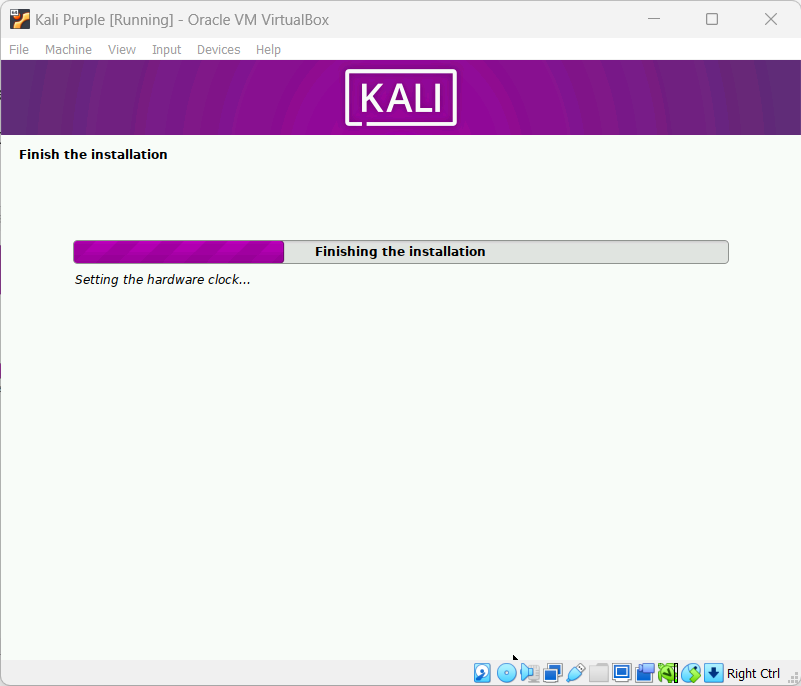 Kali Purple [Running] - Oracle VM VirtualBox
File Machine View Input Devices Help
KALI
Finish the installation
Finishing the installation
Setting the hardware clock...
Right Ctrl